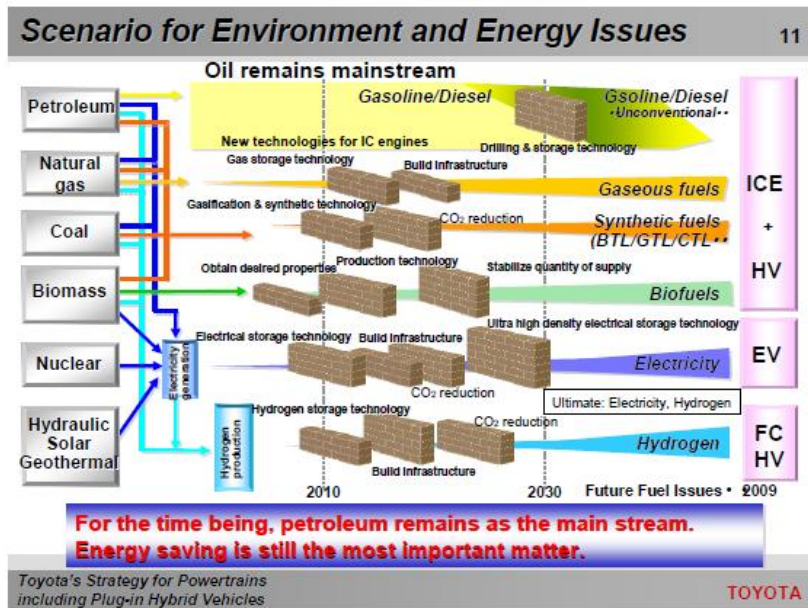 Scenario for Environment and Energy Issues
11
Oil remains mainstream
Petroleum
Natural
gas
Coal
Biomass
Nuclear
Hydraulic
Solar
Geothermal
Electricity
generation
Hydrogen
production
Gasoline/Diesel
Gsoline/Diesel
･Unconventional･･
New technologies for IC engines
Drilling & storage technology
Gas storage technology
Build Infrastructure
Gaseous fuels
Gasification & synthetic technology
CO₂ reduction
Synthetic fuels
(BTL/GTL/CTL･･
Obtain desired properties
Production technology
Stabilize quantity of supply
Biofuels
Electrical storage technology
Build Infrastructure
Ultra high density electrical storage technology
Electricity
CO₂ reduction
Ultimate: Electricity, Hydrogen
Hydrogen storage technology
CO₂ reduction
Hydrogen
Build Infrastructure
ICE
+
HV
EV
FC
HV
2010
2030
Future Fuel Issues・
・2009
For the time being, petroleum remains as the main stream.
Energy saving is still the most important matter.
Toyota's Strategy for Powertrains
including Plug-in Hybrid Vehicles
TOYOTA